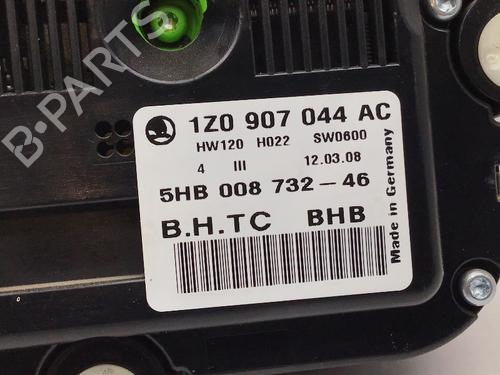 B-PARTS
1Z0 907 044 AC
HW120 H022 SW0600
4 III 12.03.08
5HB 008 732-46
B.H.TC BHB
Made in Germany